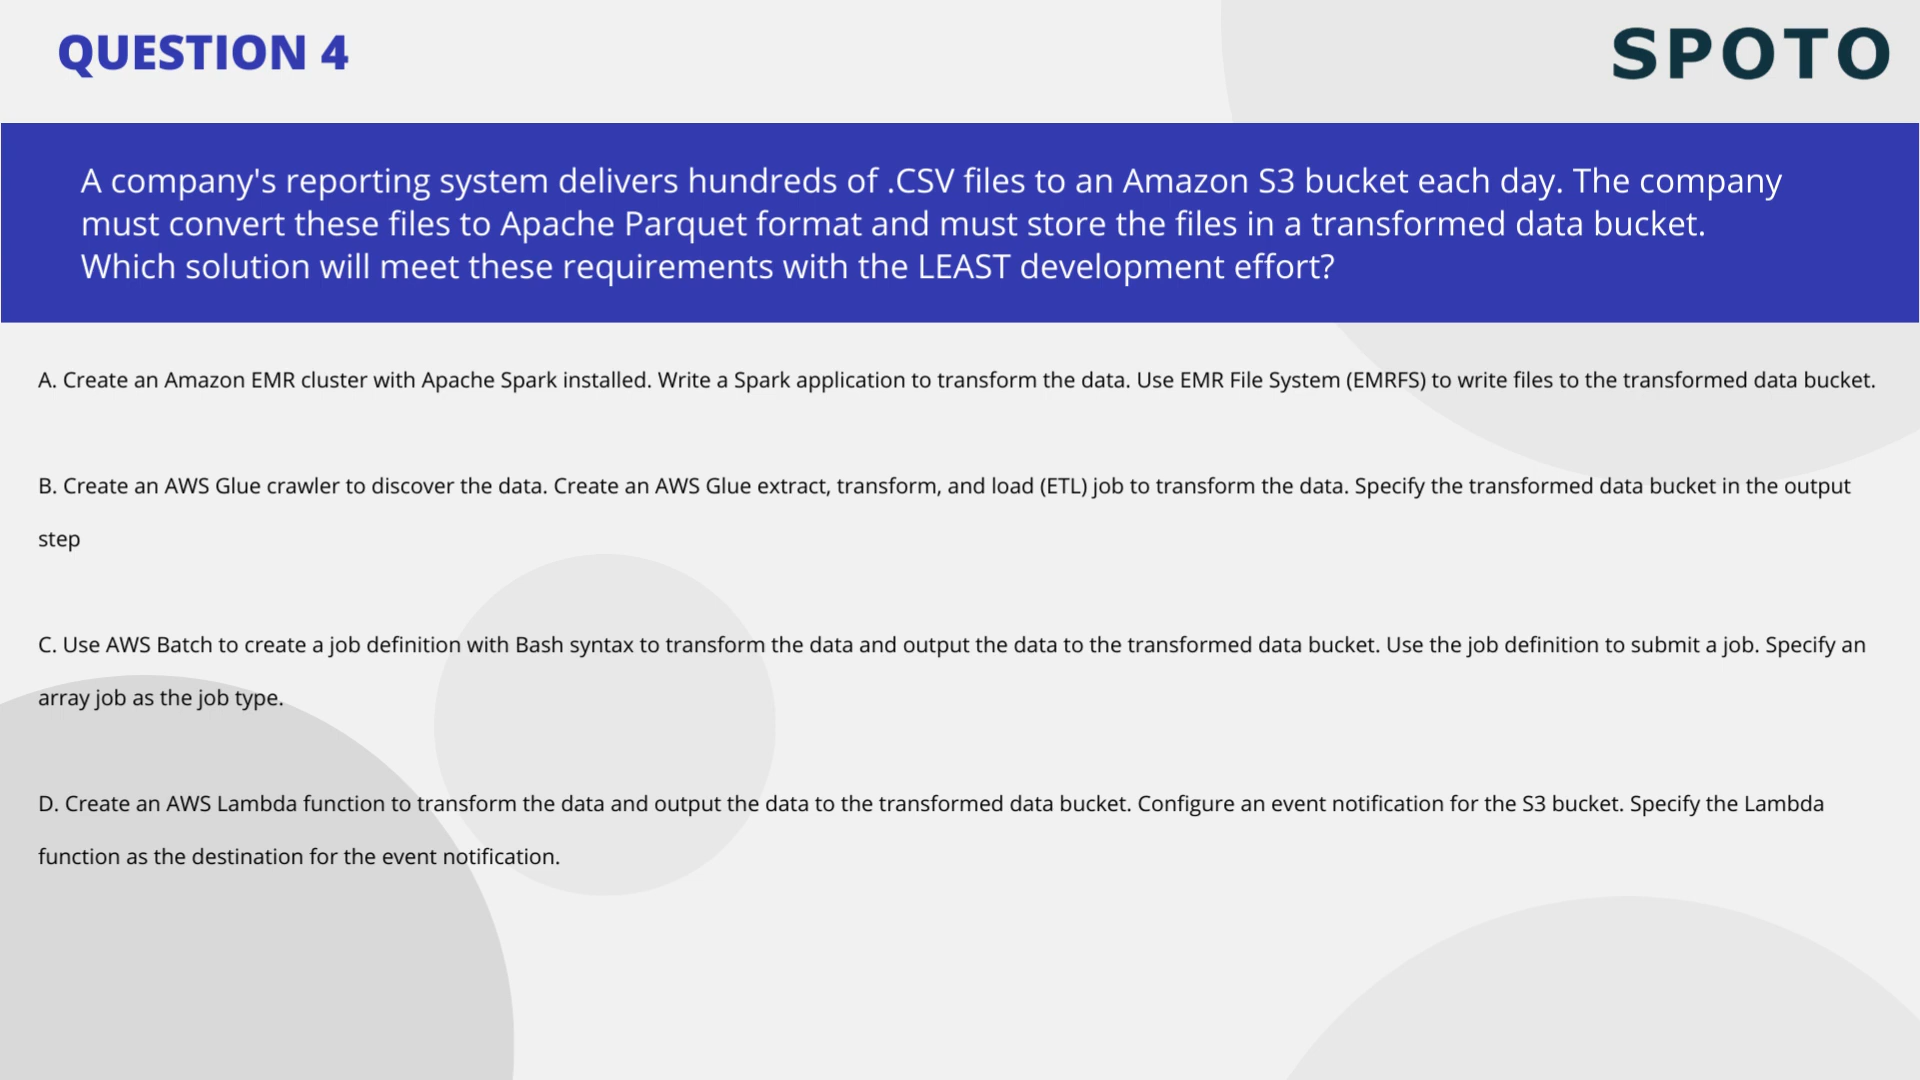 QUESTION 4
SPOTO
A company's reporting system delivers hundreds of .CSV files to an Amazon S3 bucket each day. The company
must convert these files to Apache Parquet format and must store the files in a transformed data bucket.
Which solution will meet these requirements with the LEAST development effort?
A. Create an Amazon EMR cluster with Apache Spark installed. Write a Spark application to transform the data. Use EMR File System (EMRFS) to write files to the transformed data bucket.
B. Create an AWS Glue crawler to discover the data. Create an AWS Glue extract, transform, and load (ETL) job to transform the data. Specify the transformed data bucket in the output
step
C. Use AWS Batch to create a job definition with Bash syntax to transform the data and output the data to the transformed data bucket. Use the job definition to submit a job. Specify an
array job as the job type.
D. Create an AWS Lambda function to transform the data and output the data to the transformed data bucket. Configure an event notification for the S3 bucket. Specify the Lambda
function as the destination for the event notification.